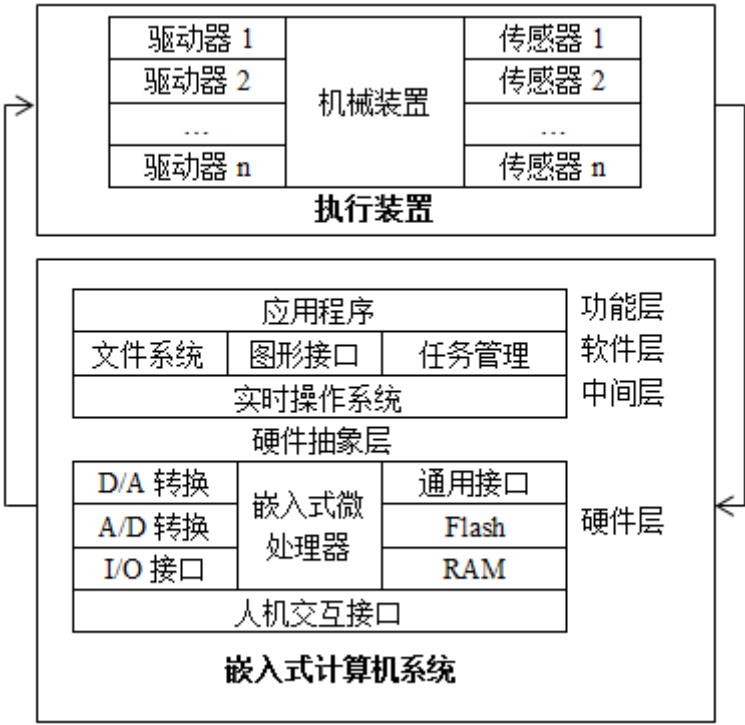 驱动器 1
传感器 1
驱动器 2
机械装置
传感器 2
…
…
驱动器 n
传感器 n
执行装置
应用程序
功能层
文件系统
图形接口
任务管理
软件层
实时操作系统
中间层
硬件抽象层
D/A 转换
嵌入式微
处理器
通用接口
A/D 转换
Flash
硬件层
I/O 接口
RAM
人机交互接口
嵌入式计算机系统